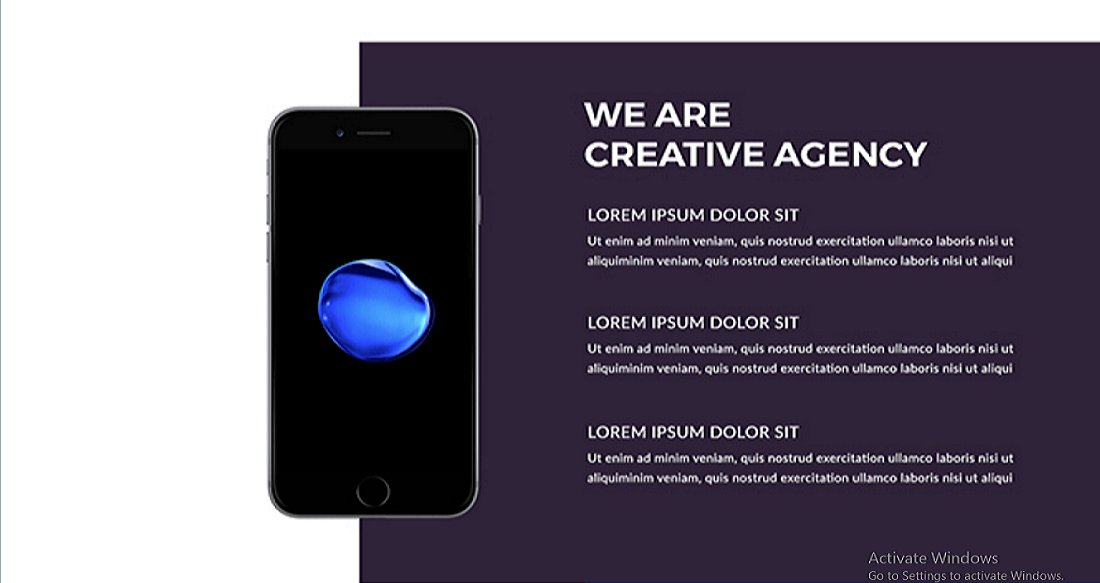 WE ARE
CREATIVE AGENCY
LOREM IPSUM DOLOR SIT
Ut enim ad minim veniam, quis nostrud exercitation ullamco laboris nisi ut
aliquiminim veniam, quis nostrud exercitation ullamco laboris nisi ut aliqui
LOREM IPSUM DOLOR SIT
Ut enim ad minim veniam, quis nostrud exercitation ullamco laboris nisi ut
aliquiminim veniam, quis nostrud exercitation ullamco laboris nisi ut aliqui
LOREM IPSUM DOLOR SIT
Ut enim ad minim veniam, quis nostrud exercitation ullamco laboris nisi ut
aliquiminim veniam, quis nostrud exercitation ullamco laboris nisi ut aliqui
Activate Windows
Go to Settings to activate Windows.